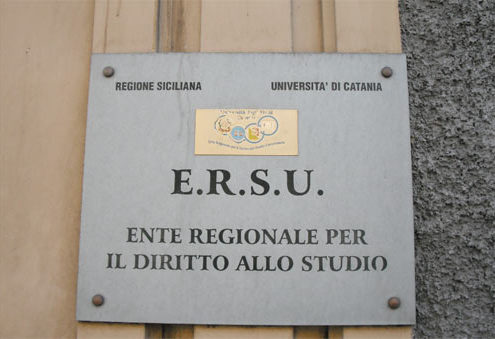 REGIONE SICILIANA
UNIVERSITA' DI CATANIA
E.R.S.U.
ENTE REGIONALE PER
IL DIRITTO ALLO STUDIO